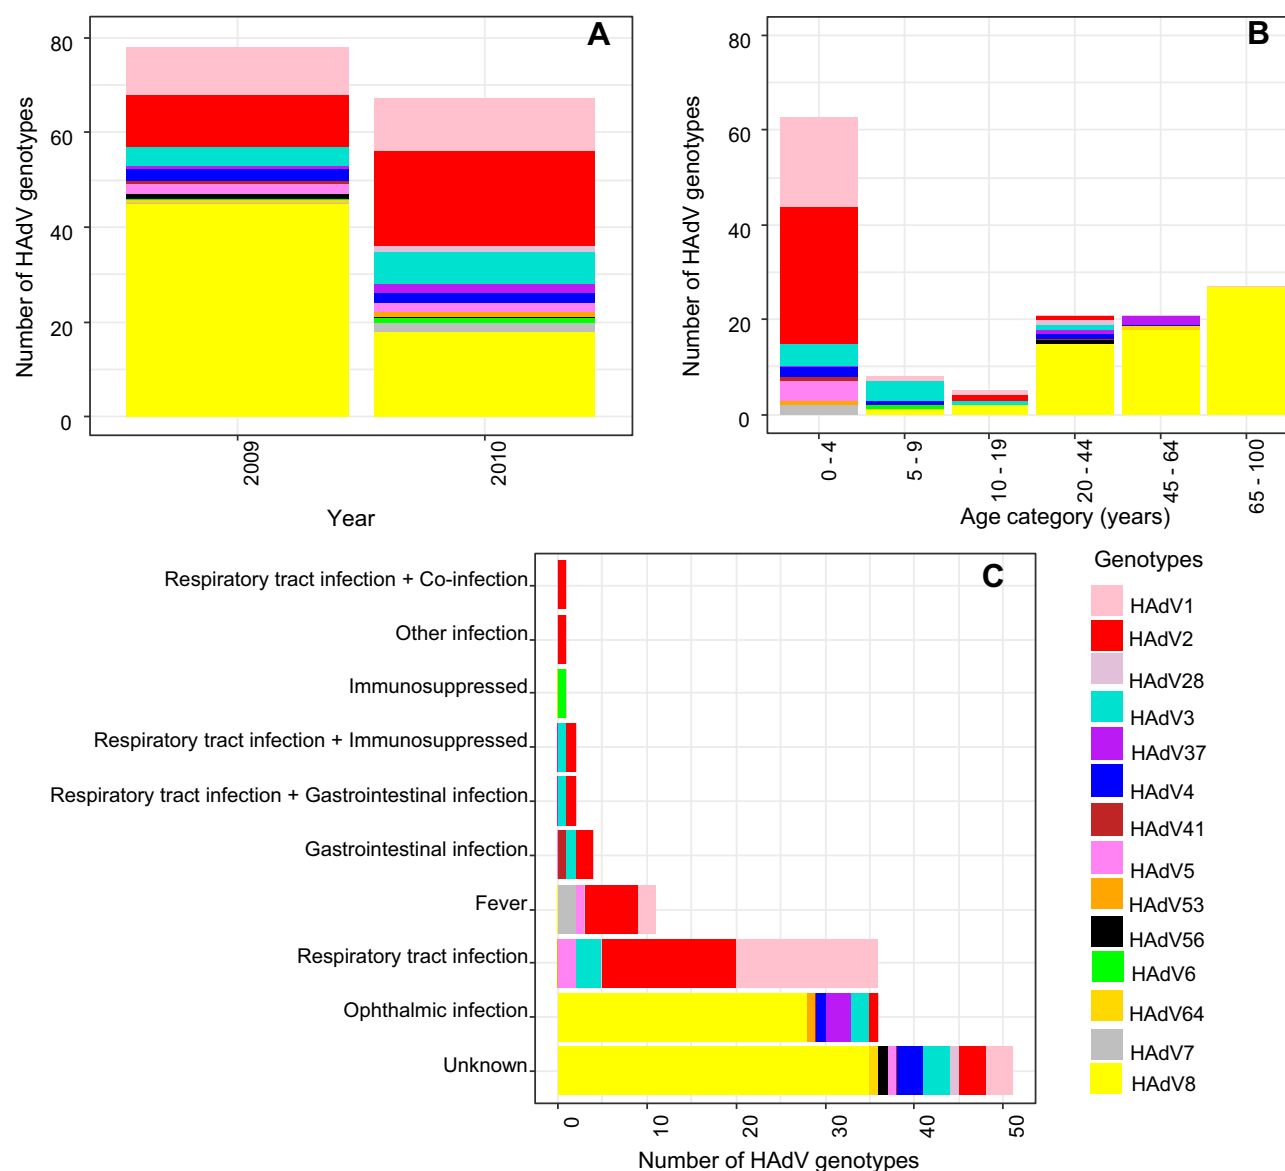 A
80
60
40
20
0
Number of HAdV genotypes
2009
2010
Year
B
80
60
40
20
0
Number of HAdV genotypes
0 - 4
5 - 9
10 - 19
20 - 44
45 - 64
65 - 100
Age category (years)
C
Respiratory tract infection + Co-infection
Other infection
Immunosuppressed
Respiratory tract infection + Immunosuppressed
Respiratory tract infection + Gastrointestinal infection
Gastrointestinal infection
Fever
Respiratory tract infection
Ophthalmic infection
Unknown
0
10
20
30
40
50
Number of HAdV genotypes
Genotypes
HAdV1
HAdV2
HAdV28
HAdV3
HAdV37
HAdV4
HAdV41
HAdV5
HAdV53
HAdV56
HAdV6
HAdV64
HAdV7
HAdV8